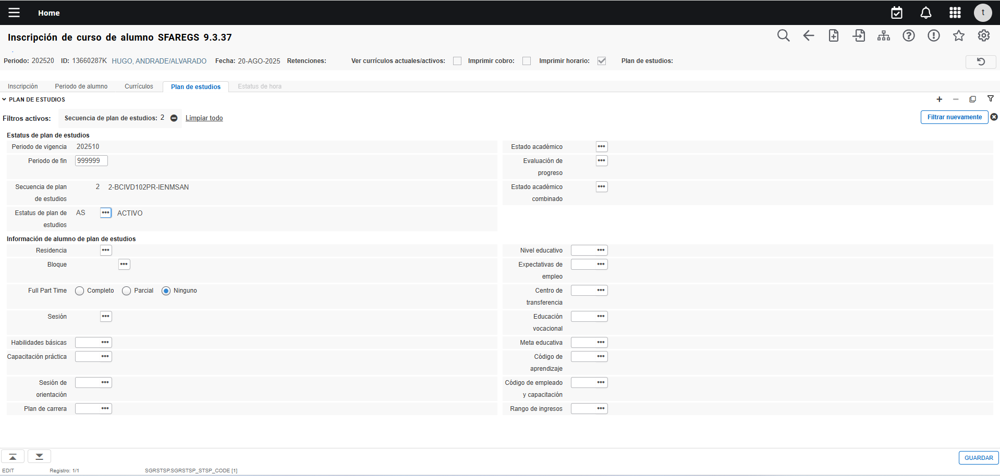 Home
t
Inscripción de curso de alumno SFAREGS 9.3.37
Periodo: 202520 ID: 13660287K HUGO, ANDRADE/ALVARADO Fecha: 20-AGO-2025 Retenciones: Ver currículos actuales/activos: Imprimir cobro: Imprimir horario: Plan de estudios:
Inscripción Periodo de alumno Currículos Plan de estudios Estatus de hora
PLAN DE ESTUDIOS
Filtros activos: Secuencia de plan de estudios: 2 Limpiar todo Filtrar nuevamente
Estatus de plan de estudios
Periodo de vigencia 202510 Estado académico
Periodo de fin 999999 Evaluación de
progreso
Secuencia de plan 2 2-BCIVD102PR-IENMSAN Estado académico
de estudios combinado
Estatus de plan de AS ACTIVO
estudios
Información de alumno de plan de estudios
Residencia Nivel educativo
Bloque Expectativas de
empleo
Full Part Time Completo Parcial Ninguno Centro de
transferencia
Sesión Educación
vocacional
Habilidades básicas Meta educativa
Capacitación práctica Código de
aprendizaje
Sesión de Código de empleado
orientación y capacitación
Plan de carrera Rango de ingresos
GUARDAR
EDIT Registro: 1/1 SGRSTSP.SGRSTSP_STSP_CODE [1]